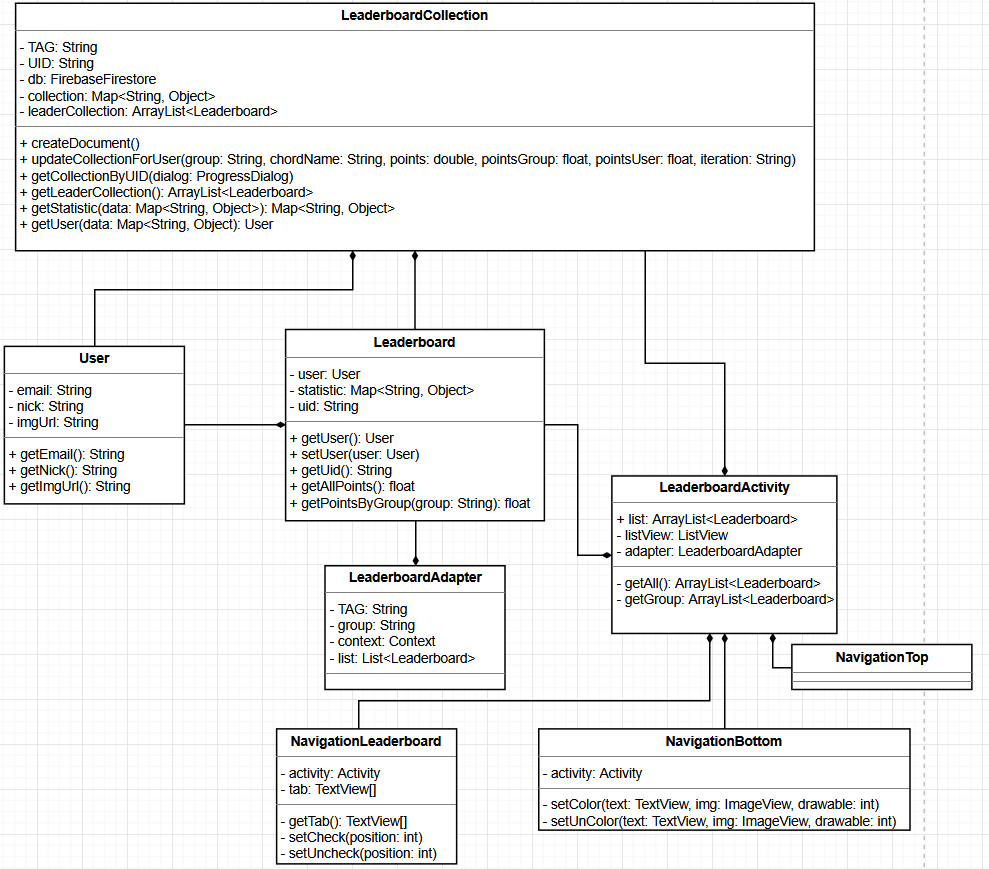 LeaderboardCollection
- TAG: String
- UID: String
- db: FirebaseFirestore
- collection: Map<String, Object>
- leaderCollection: ArrayList<Leaderboard>
+ createDocument()
+ updateCollectionForUser(group: String, chordName: String, points: double, pointsGroup: float, pointsUser: float, iteration: String)
+ getCollectionByUID(dialog: ProgressDialog)
+ getLeaderCollection(): ArrayList<Leaderboard>
+ getStatistic(data: Map<String, Object>): Map<String, Object>
+ getUser(data: Map<String, Object): User
User
- email: String
- nick: String
- imgUrl: String
+ getEmail(): String
+ getNick(): String
+ getImgUrl(): String
Leaderboard
- user: User
- statistic: Map<String, Object>
- uid: String
+ getUser(): User
+ setUser(user: User)
+ getUid(): String
+ getAllPoints(): float
+ getPointsByGroup(group: String): float
LeaderboardActivity
+ list: ArrayList<Leaderboard>
- listView: ListView
- adapter: LeaderboardAdapter
- getAll(): ArrayList<Leaderboard>
- getGroup: ArrayList<Leaderboard>
LeaderboardAdapter
- TAG: String
- group: String
- context: Context
- list: List<Leaderboard>
NavigationTop
NavigationLeaderboard
- activity: Activity
- tab: TextView[]
- getTab(): TextView[]
- setCheck(position: int)
- setUncheck(position: int)
NavigationBottom
- activity: Activity
- setColor(text: TextView, img: ImageView, drawable: int)
- setUnColor(text: TextView, img: ImageView, drawable: int)